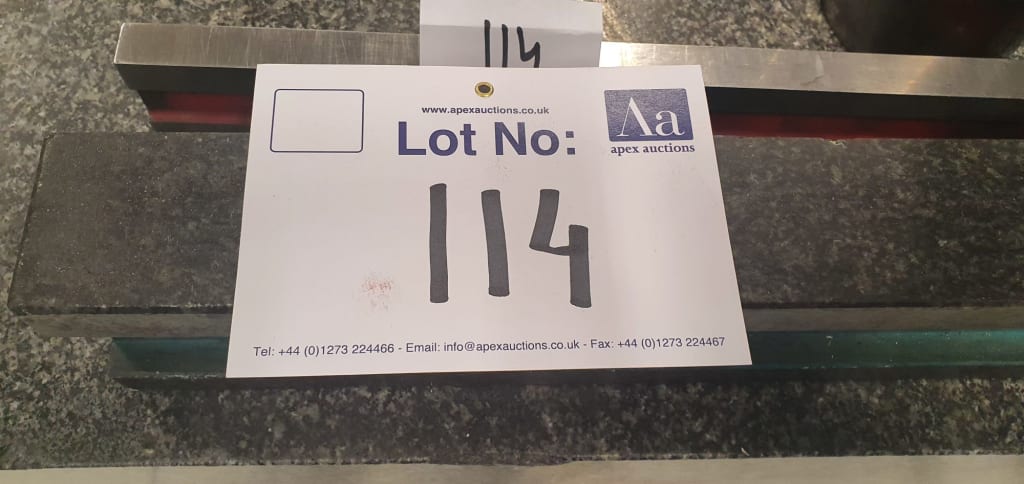 114
www.apexauctions.co.uk
Lot No:
Aa
apex auctions
114
Tel: +44 (0)1273 224466 - Email: info@apexauctions.co.uk - Fax: +44 (0)1273 224467